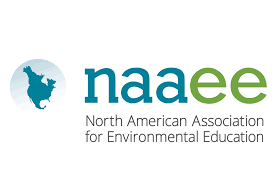 naaee
North American Association
for Environmental Education